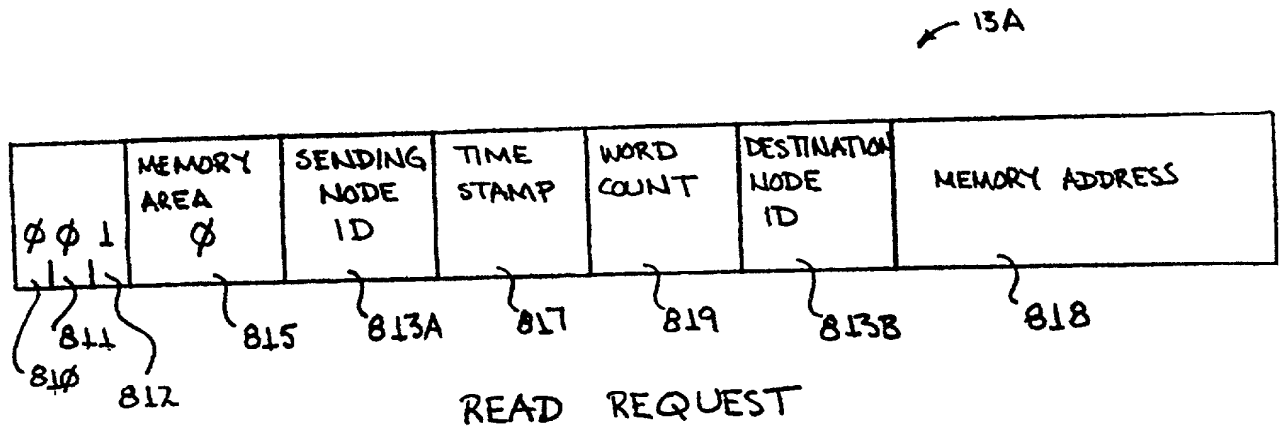 13A
MEMORY
AREA
φ
SENDING
NODE
ID
TIME
STAMP
WORD
COUNT
DESTINATION
NODE
ID
MEMORY ADDRESS
φ φ 1
81φ
811
812
815
813A
817
819
813B
818
READ REQUEST